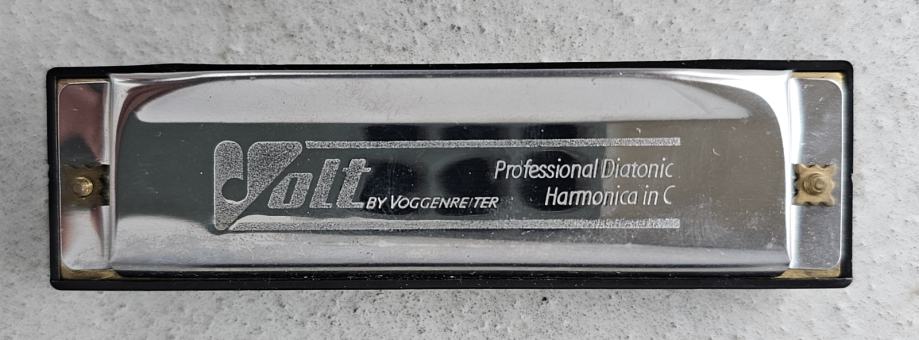 Volt BY VOGGENREITER
Professional Diatonic
Harmonica in C